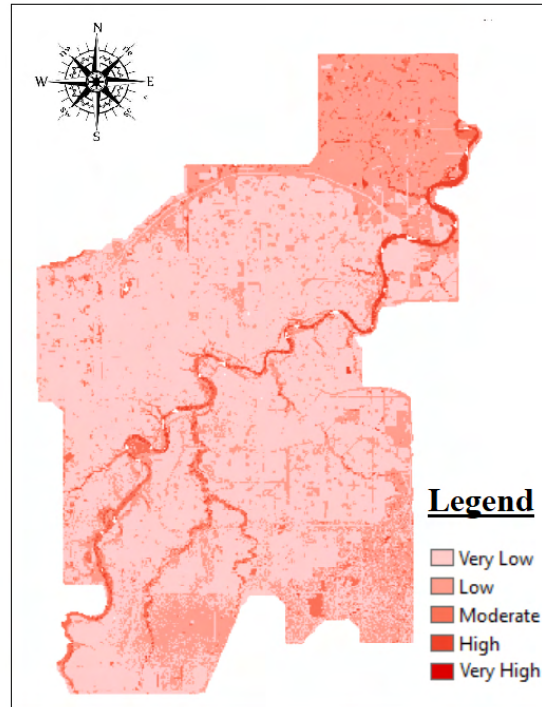 N
W E
S
Legend
Very Low
Low
Moderate
High
Very High